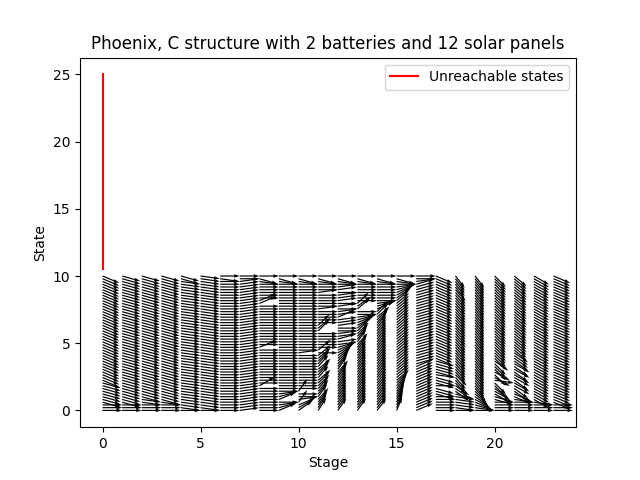 Phoenix, C structure with 2 batteries and 12 solar panels
Unreachable states
25
20
15
10
5
0
State
0 5 10 15 20
Stage